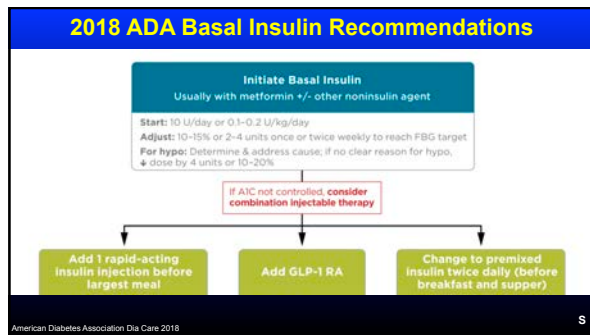 2018 ADA Basal Insulin Recommendations
Initiate Basal Insulin
Usually with metformin +/- other noninsulin agent
Start: 10 U/day or 0.1–0.2 U/kg/day
Adjust: 10–15% or 2–4 units once or twice weekly to reach FBG target
For hypo: Determine & address cause; if no clear reason for hypo,
↓ dose by 4 units or 10–20%
If A1C not controlled, consider
combination injectable therapy
Add 1 rapid-acting
insulin injection before
largest meal
Add GLP-1 RA
Change to premixed
insulin twice daily (before
breakfast and supper)
American Diabetes Association Dia Care 2018
S